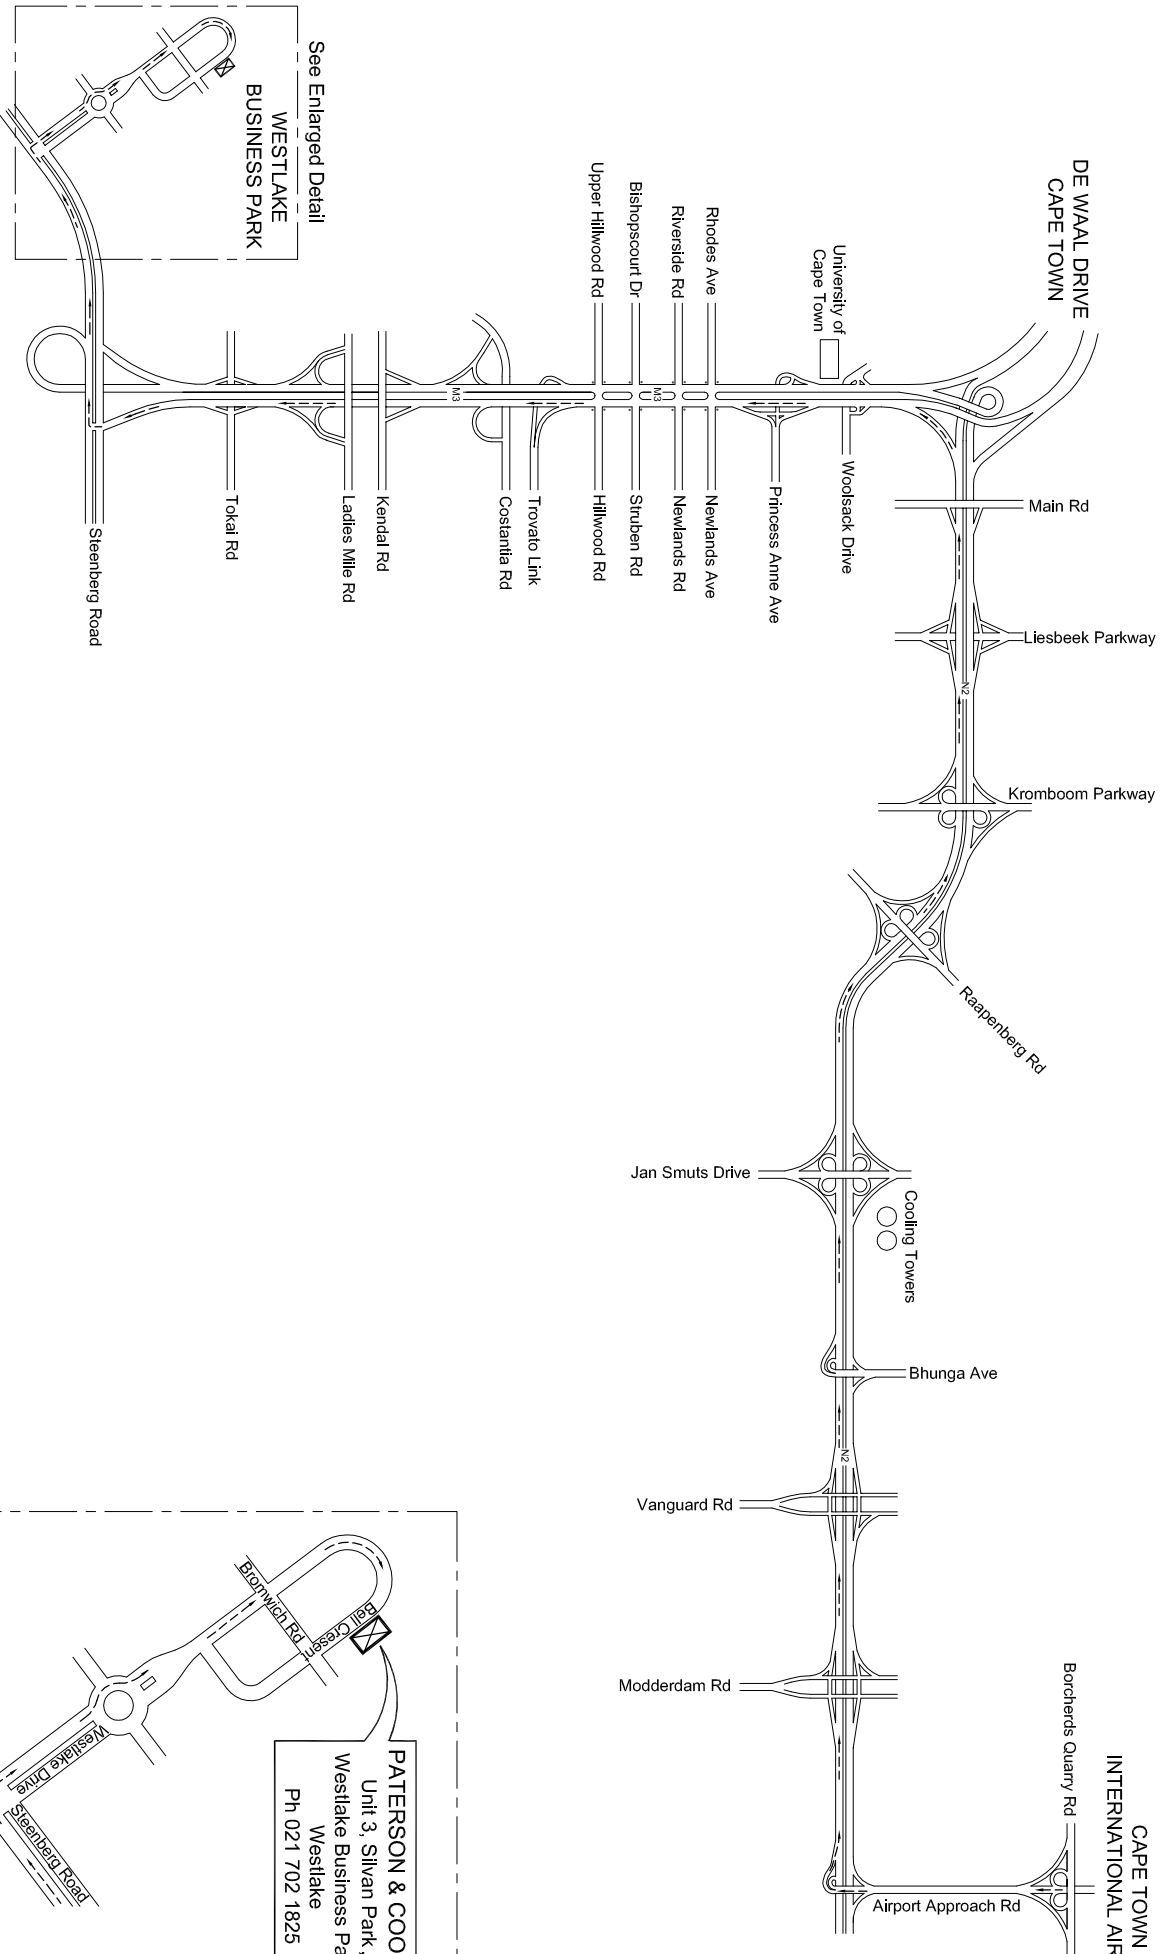 See Enlarged Detail
WESTLAKE
BUSINESS PARK
DE WAAL DRIVE
CAPE TOWN
University of
Cape Town
Rhodes Ave
Riverside Rd
Bishopscourt Dr
Upper Hillwood Rd
M3
M3
Woolsack Drive
Princess Anne Ave
Newlands Ave
Newlands Rd
Struben Rd
Hillwood Rd
Trovato Link
Costantia Rd
Kendal Rd
Ladies Mile Rd
Tokai Rd
Steenberg Road
Main Rd
Liesbeek Parkway
N2
Kromboom Parkway
Raapenberg Rd
Jan Smuts Drive
Cooling Towers
Bhunga Ave
N2
Vanguard Rd
Modderdam Rd
Borcherds Quarry Rd
CAPE TOWN
INTERNATIONAL
Airport Approach Rd
Bromwich Rd
Bell Cresent
Westlake Drive
Steenberg Road
PATERSON &
Unit 3, Silvan Park,
Westlake Business
Westlake
Ph 021 702 1825